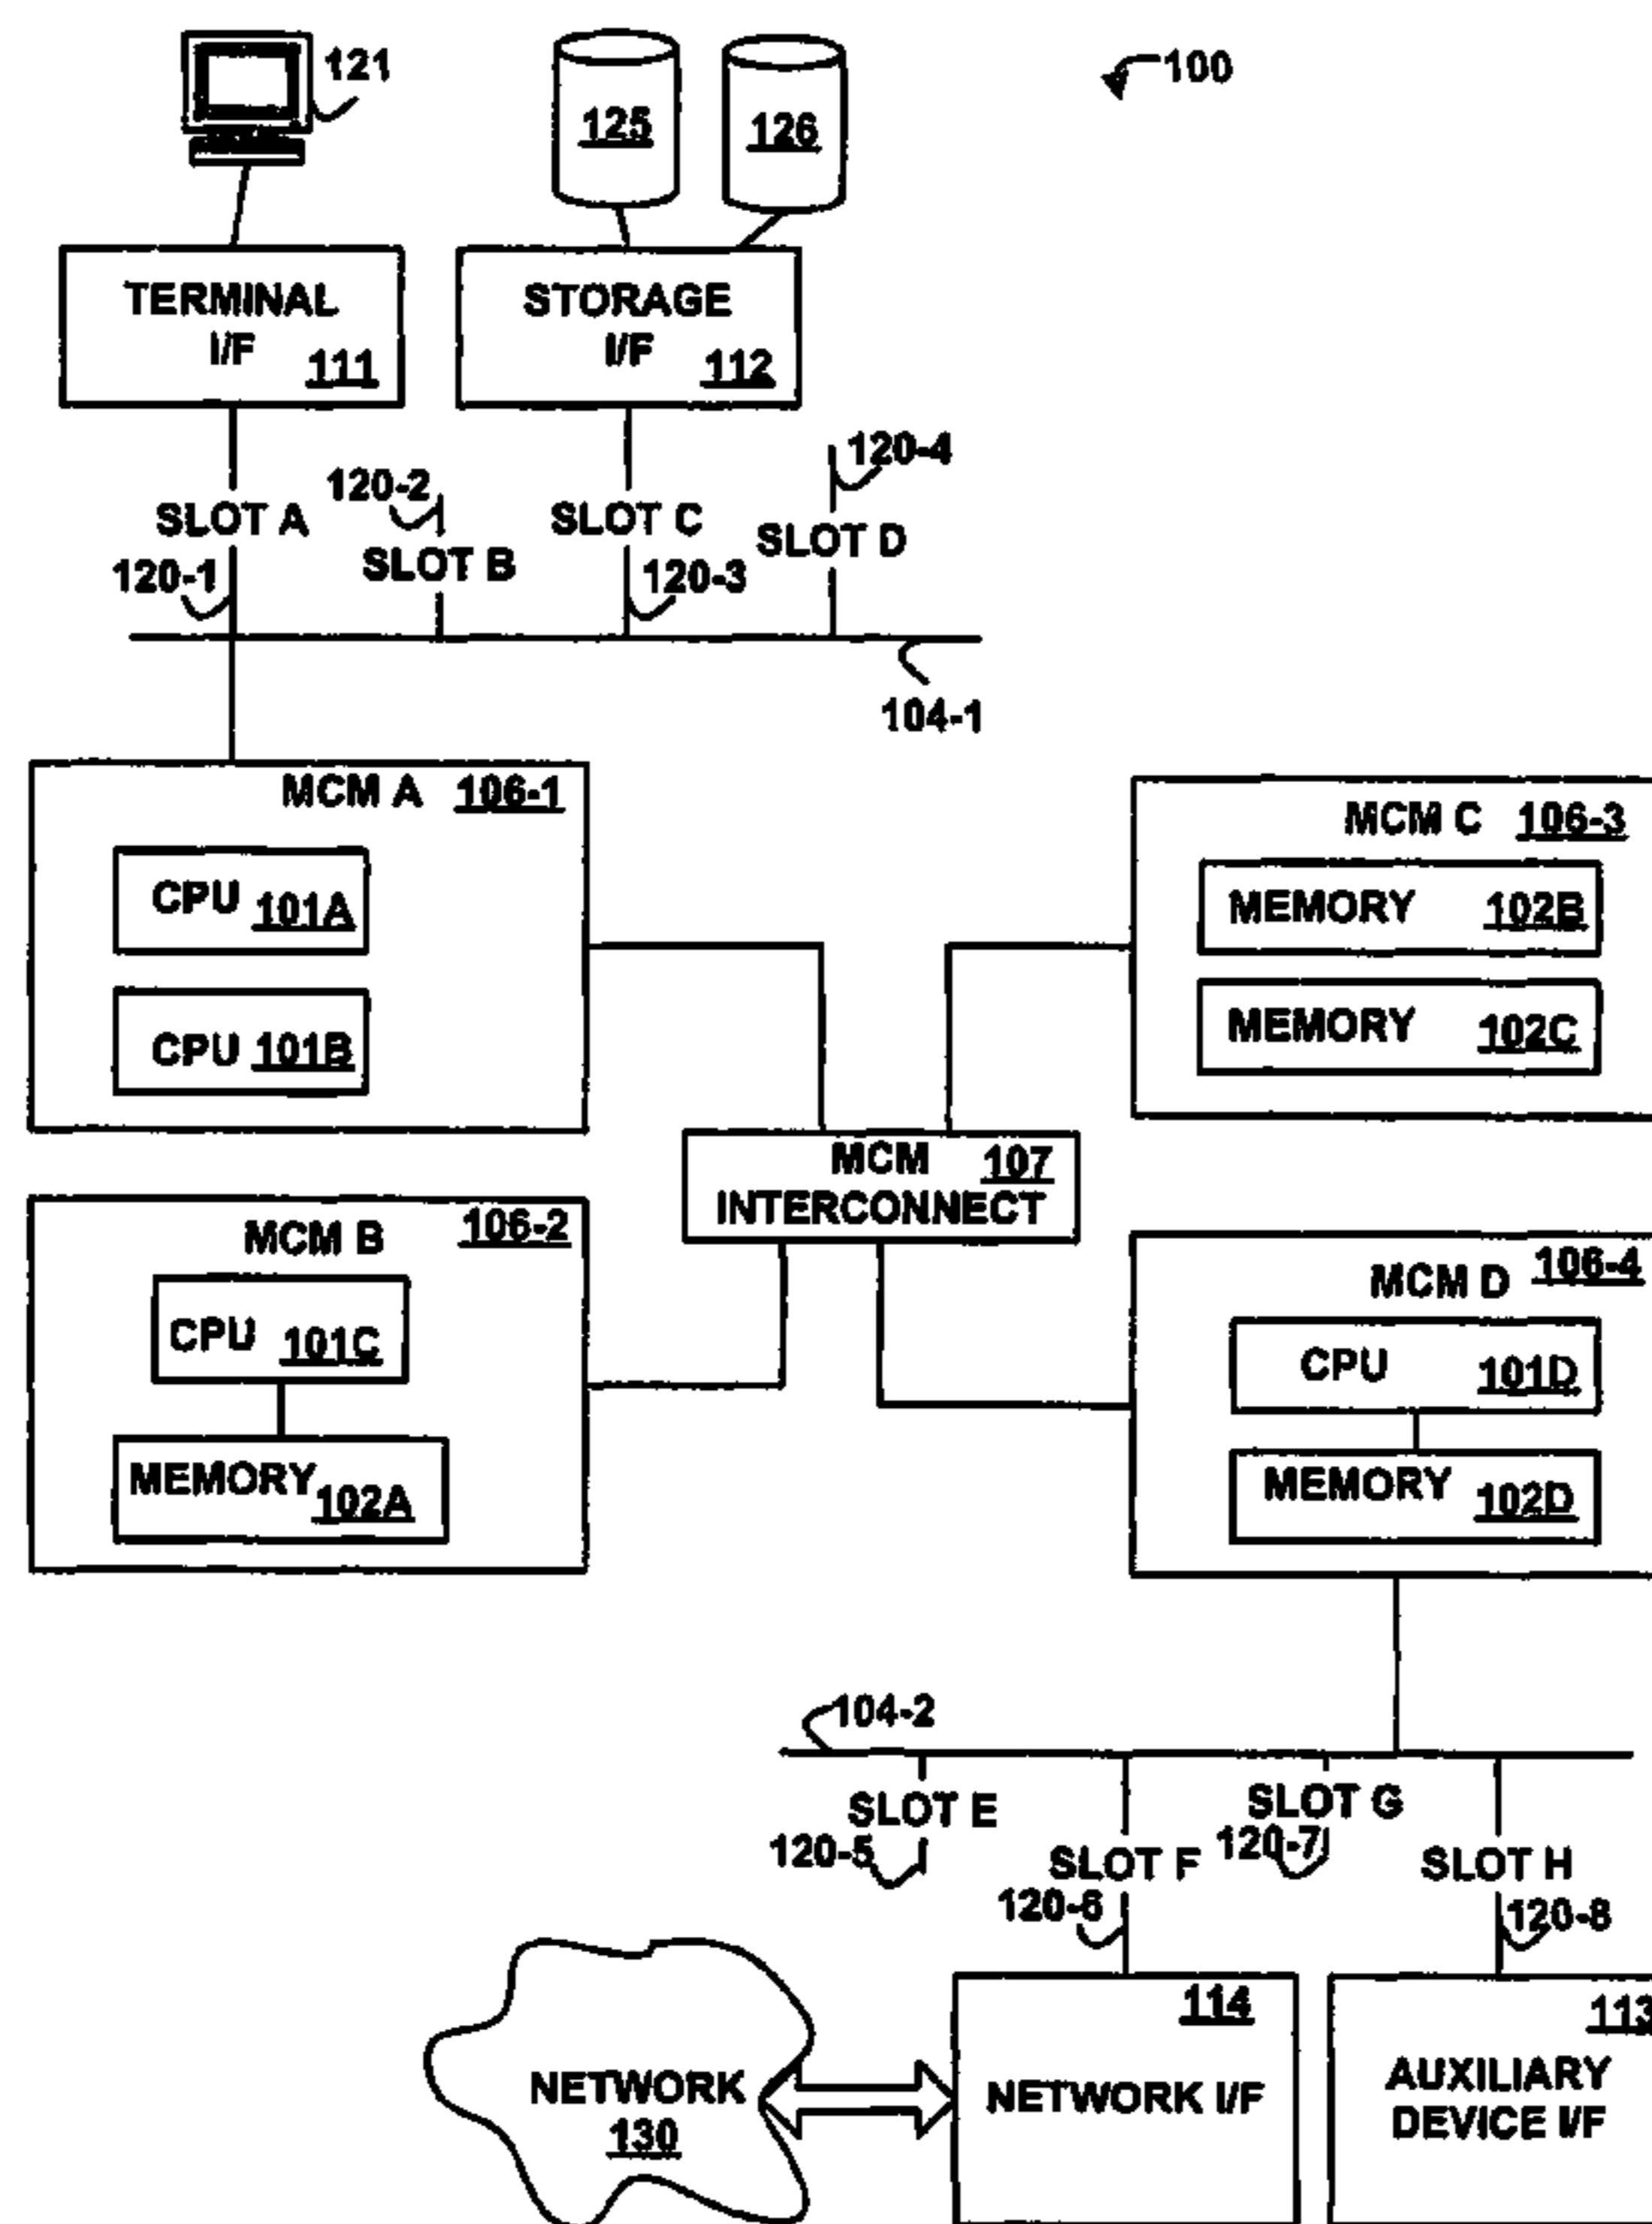 121
125
126
100
TERMINAL
I/F 111
STORAGE
I/F 112
120-4
120-2
SLOT A
SLOT C
SLOT D
SLOT B
120-1
120-3
104-1
MCM A 106-1
MCM C 106-3
CPU 101A
MEMORY 102B
CPU 101B
MEMORY 102C
MCM 107
INTERCONNECT
MCM B 106-2
MCM D 106-4
CPU 101C
CPU 101D
MEMORY 102A
MEMORY 102D
104-2
SLOT E
SLOT G
120-5
120-7
SLOT F
SLOT H
120-6
120-8
114
113
NETWORK
130
NETWORK I/F
AUXILIARY
DEVICE I/F